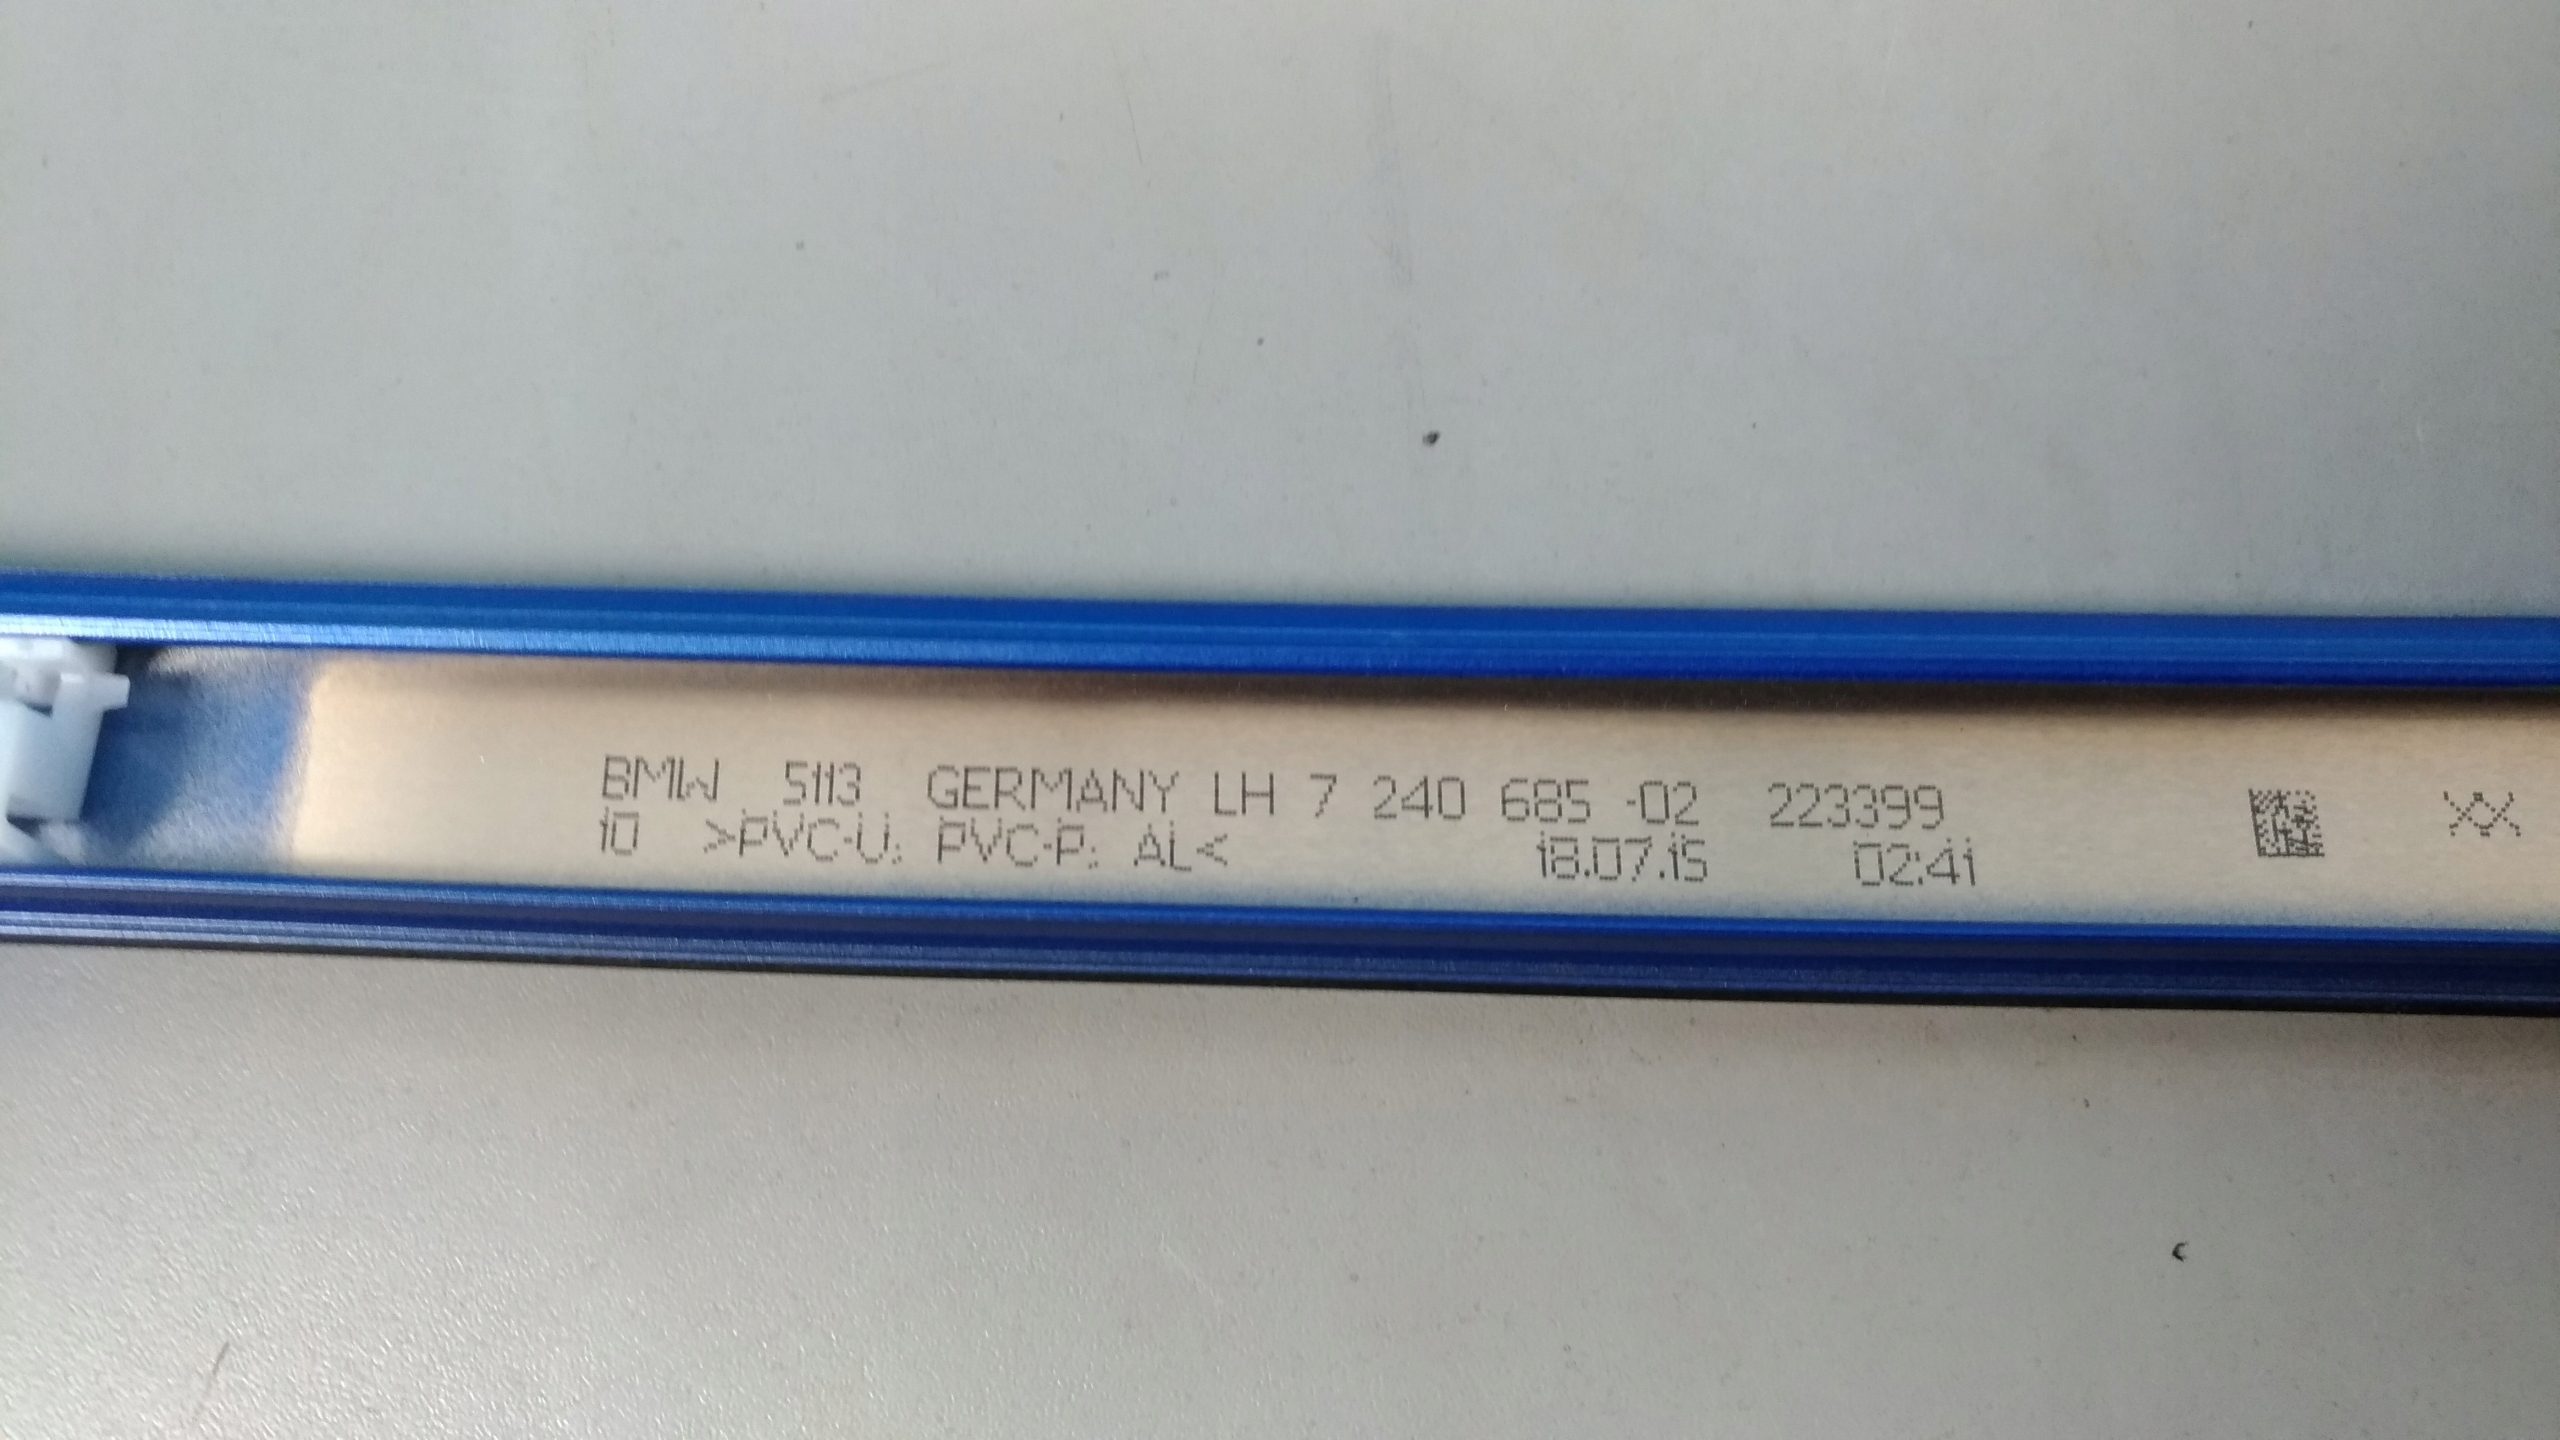 BMW 5113 GERMANY LH 7 240 685 -02 223399
10 >PVC-U; PVC-P; AL< 18.07.15 02:41